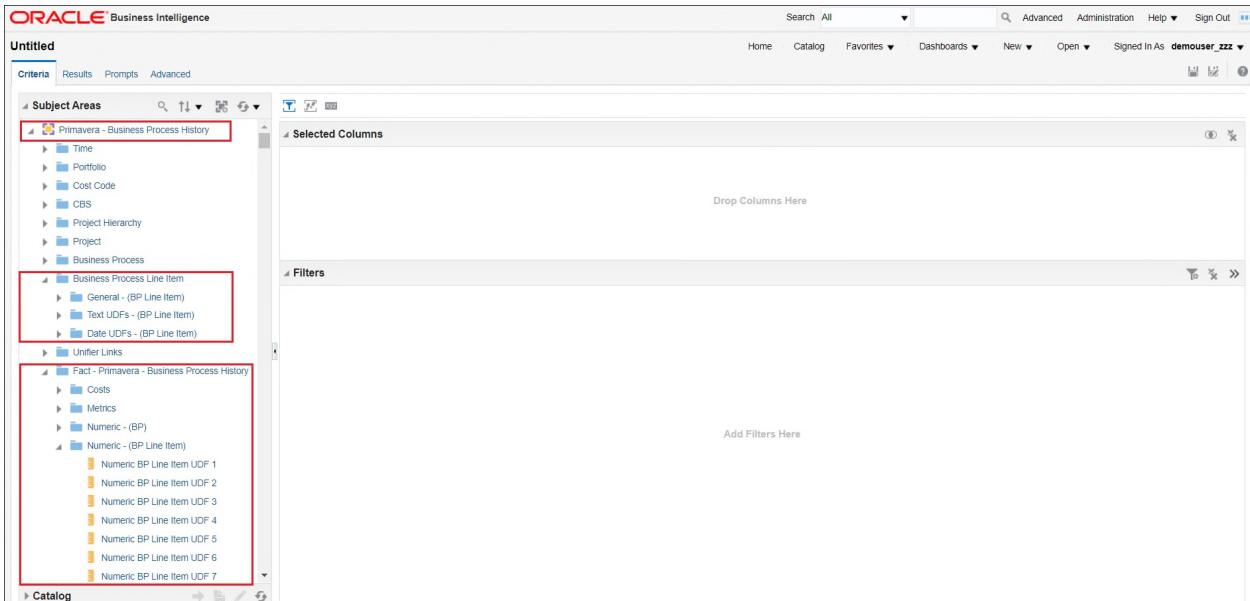 ORACLE Business Intelligence Search All Advanced Administration Help Sign Out
Untitled Home Catalog Favorites Dashboards New Open Signed In As demouser_zzz
Criteria Results Prompts Advanced
Subject Areas
Primavera - Business Process History
Selected Columns
Time
Portfolio
Cost Code
CBS
Drop Columns Here
Project Hierarchy
Project
Business Process
Filters
Business Process Line Item
General - (BP Line Item)
Text UDFs - (BP Line Item)
Date UDFs - (BP Line Item)
Unifier Links
Fact - Primavera - Business Process History
Costs
Metrics
Numeric - (BP)
Add Filters Here
Numeric - (BP Line Item)
Numeric BP Line Item UDF 1
Numeric BP Line Item UDF 2
Numeric BP Line Item UDF 3
Numeric BP Line Item UDF 4
Numeric BP Line Item UDF 5
Numeric BP Line Item UDF 6
Numeric BP Line Item UDF 7
Catalog